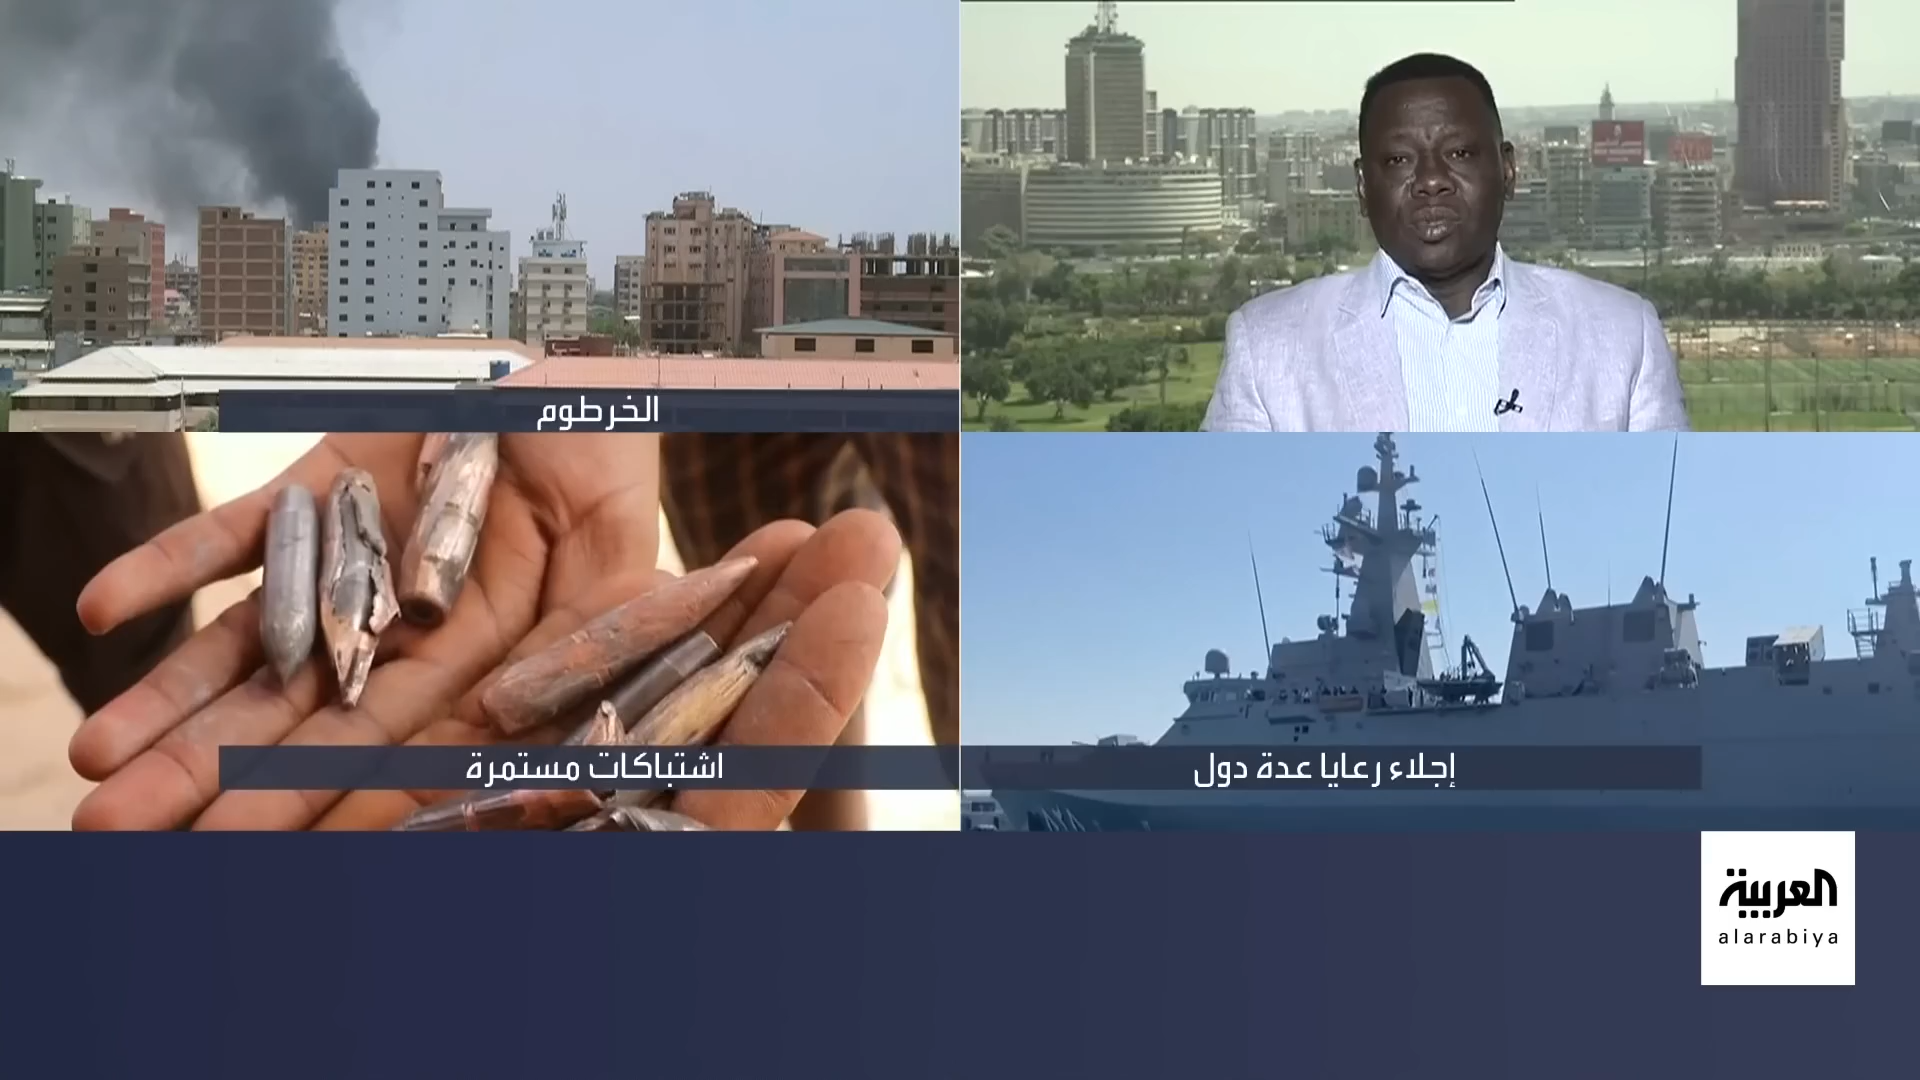 الخرطوم
اشتباكات مستمرة
إجلاء رعايا عدة دول
العربية
alarabiya